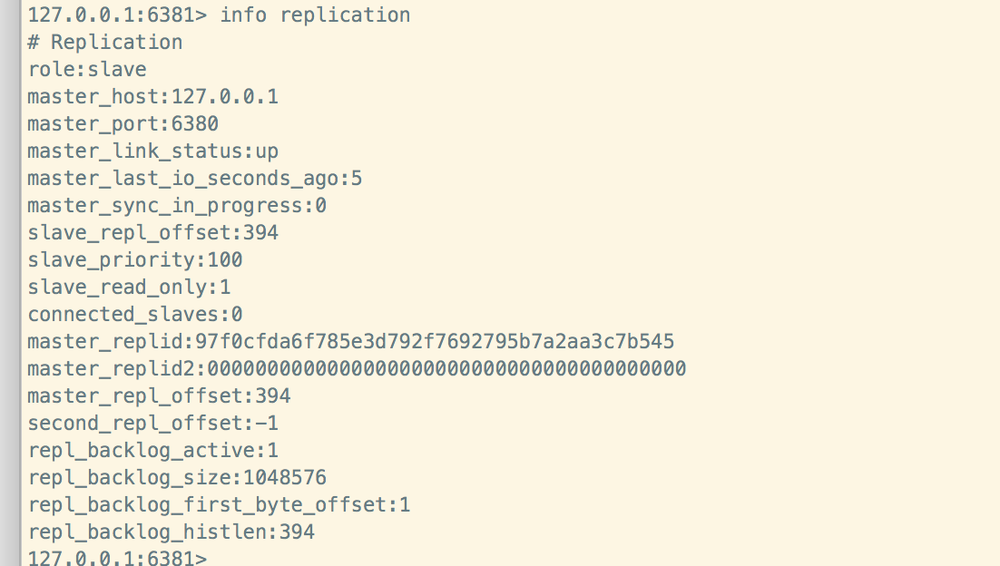 127.0.0.1:6381> info replication
# Replication
role:slave
master_host:127.0.0.1
master_port:6380
master_link_status:up
master_last_io_seconds_ago:5
master_sync_in_progress:0
slave_repl_offset:394
slave_priority:100
slave_read_only:1
connected_slaves:0
master_replid:97f0cfda6f785e3d792f7692795b7a2aa3c7b545
master_replid2:0000000000000000000000000000000000000000
master_repl_offset:394
second_repl_offset:-1
repl_backlog_active:1
repl_backlog_size:1048576
repl_backlog_first_byte_offset:1
repl_backlog_histlen:394
127.0.0.1:6381>